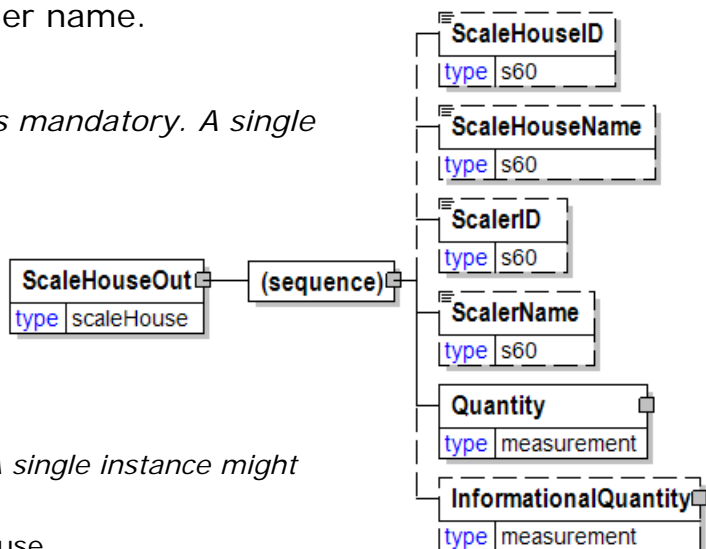 er name.
s mandatory. A single
A single instance might
use
ScaleHouseOut
type scaleHouse
(sequence)
ScaleHouseID
type s60
ScaleHouseName
type s60
ScalerID
type s60
ScalerName
type s60
Quantity
type measurement
InformationalQuantity
type measurement